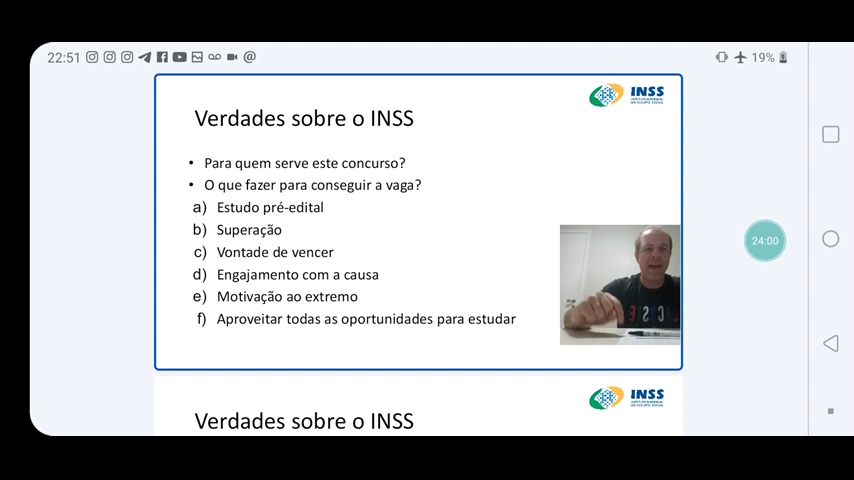 22:51
19%
INSS
Verdades sobre o INSS
• Para quem serve este concurso?
• O que fazer para conseguir a vaga?
a) Estudo pré-edital
b) Superação
c) Vontade de vencer
d) Engajamento com a causa
e) Motivação ao extremo
f) Aproveitar todas as oportunidades para estudar
24:00
INSS
Verdades sobre o INSS